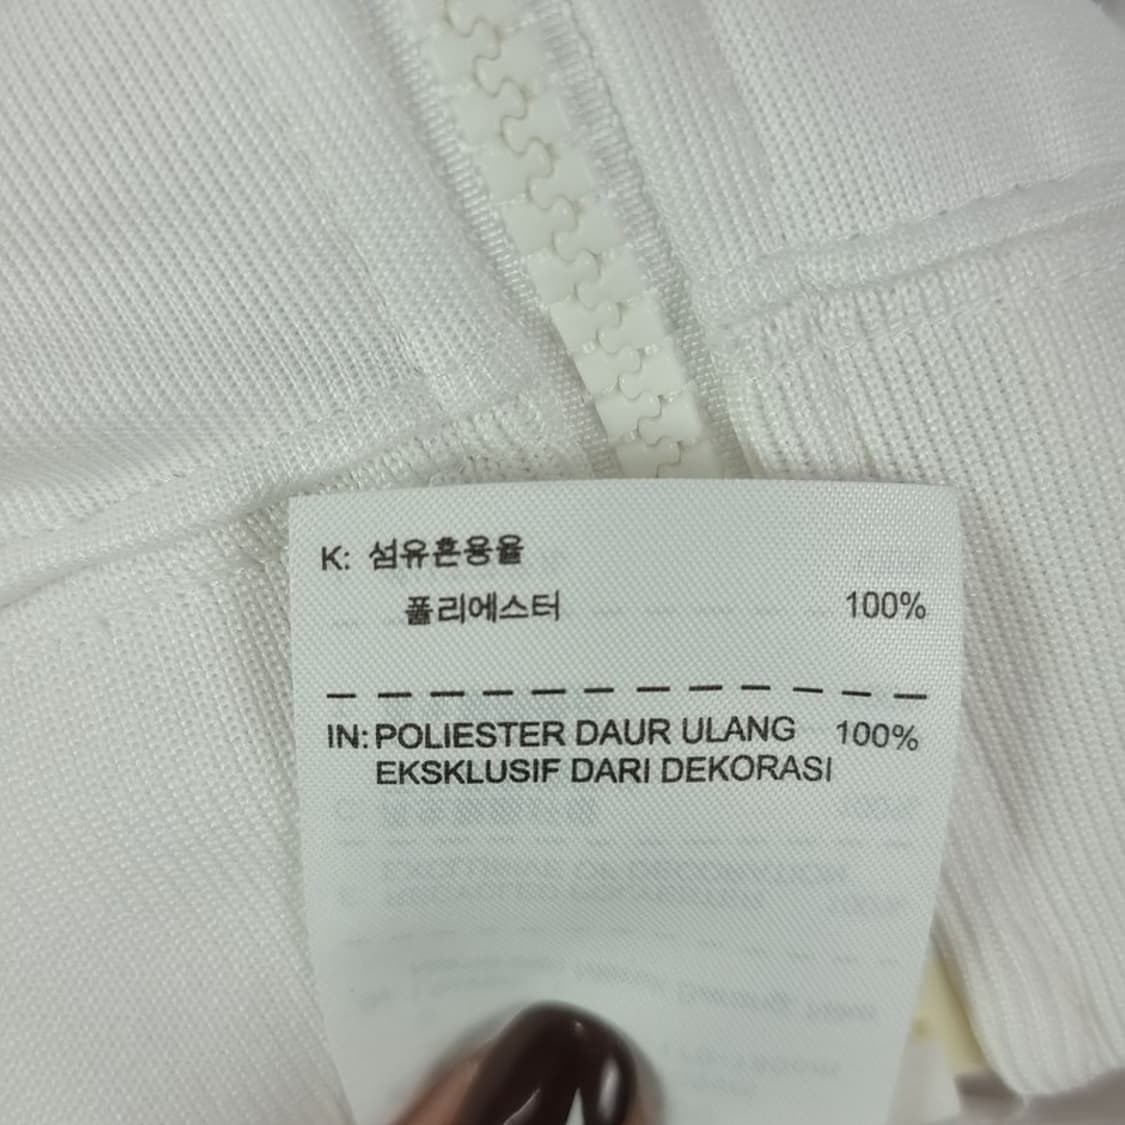 K: 섬유혼용율
폴리에스터 100%
IN: POLIESTER DAUR ULANG 100%
EKSKLUSIF DARI DEKORASI